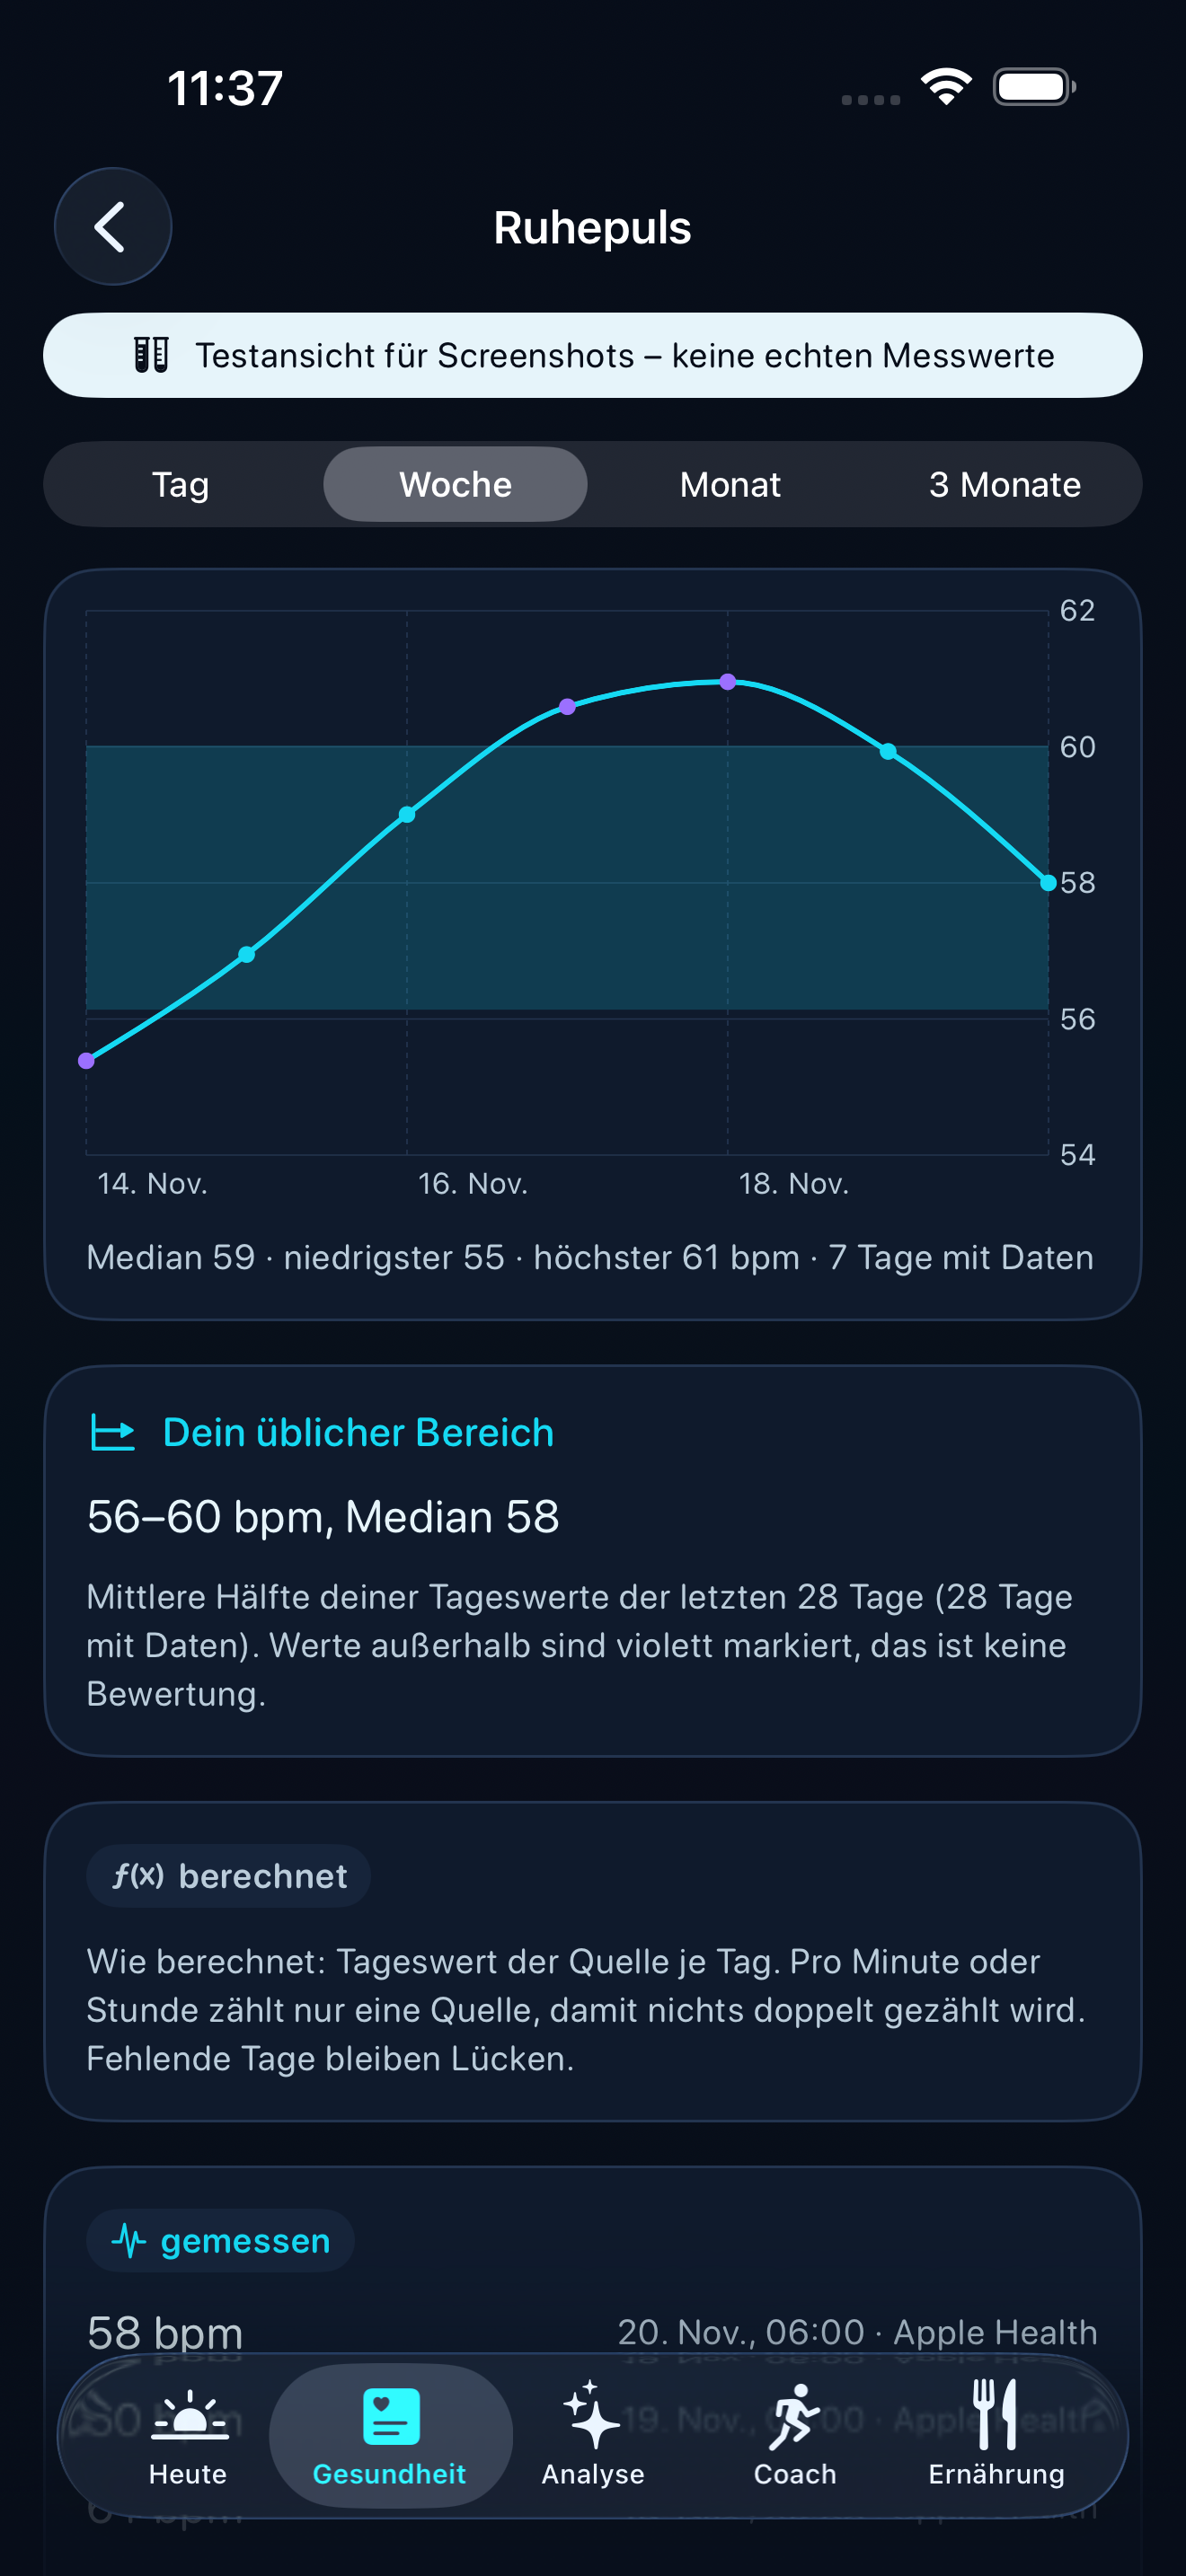 11:37
Ruhepuls
Testansicht für Screenshots – keine echten Messwerte
Tag Woche Monat 3 Monate
62
60
58
56
54
14. Nov. 16. Nov. 18. Nov.
Median 59 · niedrigster 55 · höchster 61 bpm · 7 Tage mit Daten
Dein üblicher Bereich
56–60 bpm, Median 58
Mittlere Hälfte deiner Tageswerte der letzten 28 Tage (28 Tage
mit Daten). Werte außerhalb sind violett markiert, das ist keine
Bewertung.
f(x) berechnet
Wie berechnet: Tageswert der Quelle je Tag. Pro Minute oder
Stunde zählt nur eine Quelle, damit nichts doppelt gezählt wird.
Fehlende Tage bleiben Lücken.
gemessen
58 bpm 20. Nov., 06:00 · Apple Health
Heute Gesundheit Analyse Coach Ernährung